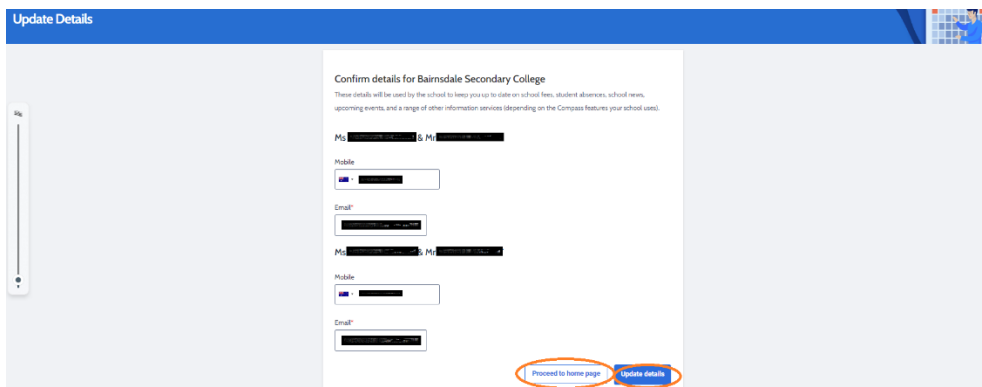 Update Details
Confirm details for Bairnsdale Secondary College
These details will be used by the school to keep you up to date on school fees, student absences, school news,
upcoming events, and a range of other information services (depending on the Compass features your school uses).
Ms & Mr
Mobile
Email*
Ms & Mr
Mobile
Email*
Proceed to home page Update details